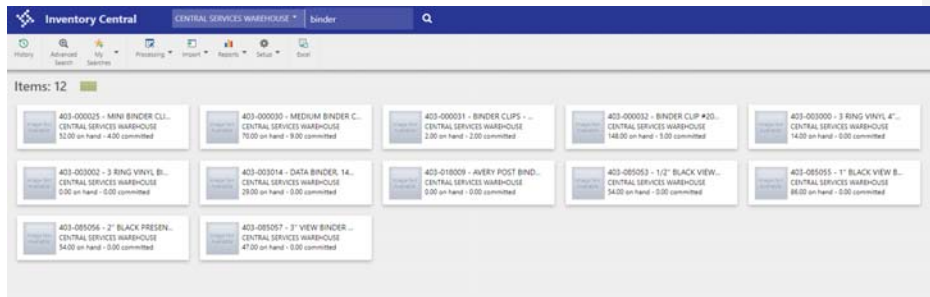 Inventory Central
CENTRAL SERVICES WAREHOUSE binder
History Advanced Search My Searches Processing Import Reports Setup Excel
Items: 12
403-000025 - MINI BINDER CLI...
CENTRAL SERVICES WAREHOUSE
52.00 on hand - 4.00 committed
403-000030 - MEDIUM BINDER C...
CENTRAL SERVICES WAREHOUSE
70.00 on hand - 9.00 committed
403-000031 - BINDER CLIPS - ...
CENTRAL SERVICES WAREHOUSE
2.00 on hand - 2.00 committed
403-000032 - BINDER CLIP #20...
CENTRAL SERVICES WAREHOUSE
148.00 on hand - 5.00 committed
403-003000 - 3 RING VINYL 4"...
CENTRAL SERVICES WAREHOUSE
14.00 on hand - 0.00 committed
403-003002 - 3 RING VINYL BI...
CENTRAL SERVICES WAREHOUSE
0.00 on hand - 0.00 committed
403-003014 - DATA BINDER, 14...
CENTRAL SERVICES WAREHOUSE
29.00 on hand - 0.00 committed
403-018009 - AVERY POST BIND...
CENTRAL SERVICES WAREHOUSE
0.00 on hand - 0.00 committed
403-085053 - 1/2" BLACK VIEW...
CENTRAL SERVICES WAREHOUSE
54.00 on hand - 0.00 committed
403-085055 - 1" BLACK VIEW B...
CENTRAL SERVICES WAREHOUSE
86.00 on hand - 0.00 committed
403-085056 - 2" BLACK PRESEN...
CENTRAL SERVICES WAREHOUSE
54.00 on hand - 0.00 committed
403-085057 - 3" VIEW BINDER ...
CENTRAL SERVICES WAREHOUSE
47.00 on hand - 0.00 committed